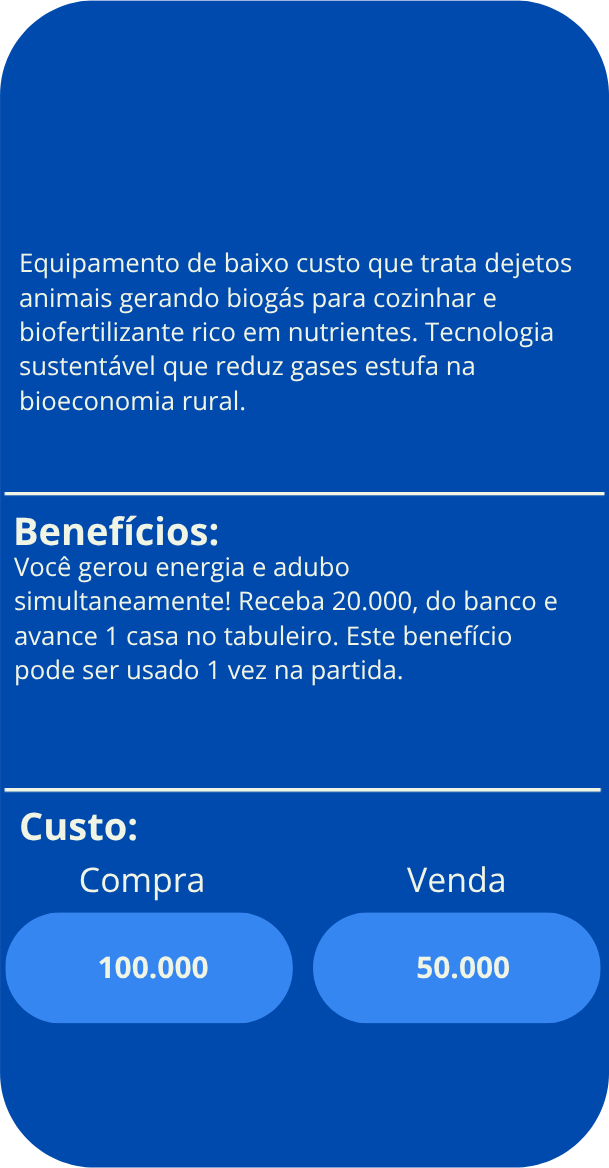 Equipamento de baixo custo que trata dejetos
animais gerando biogás para cozinhar e
biofertilizante rico em nutrientes. Tecnologia
sustentável que reduz gases estufa na
bioeconomia rural.
Benefícios:
Você gerou energia e adubo
simultaneamente! Receba 20.000, do banco e
avance 1 casa no tabuleiro. Este benefício
pode ser usado 1 vez na partida.
Custo:
Compra Venda
100.000 50.000